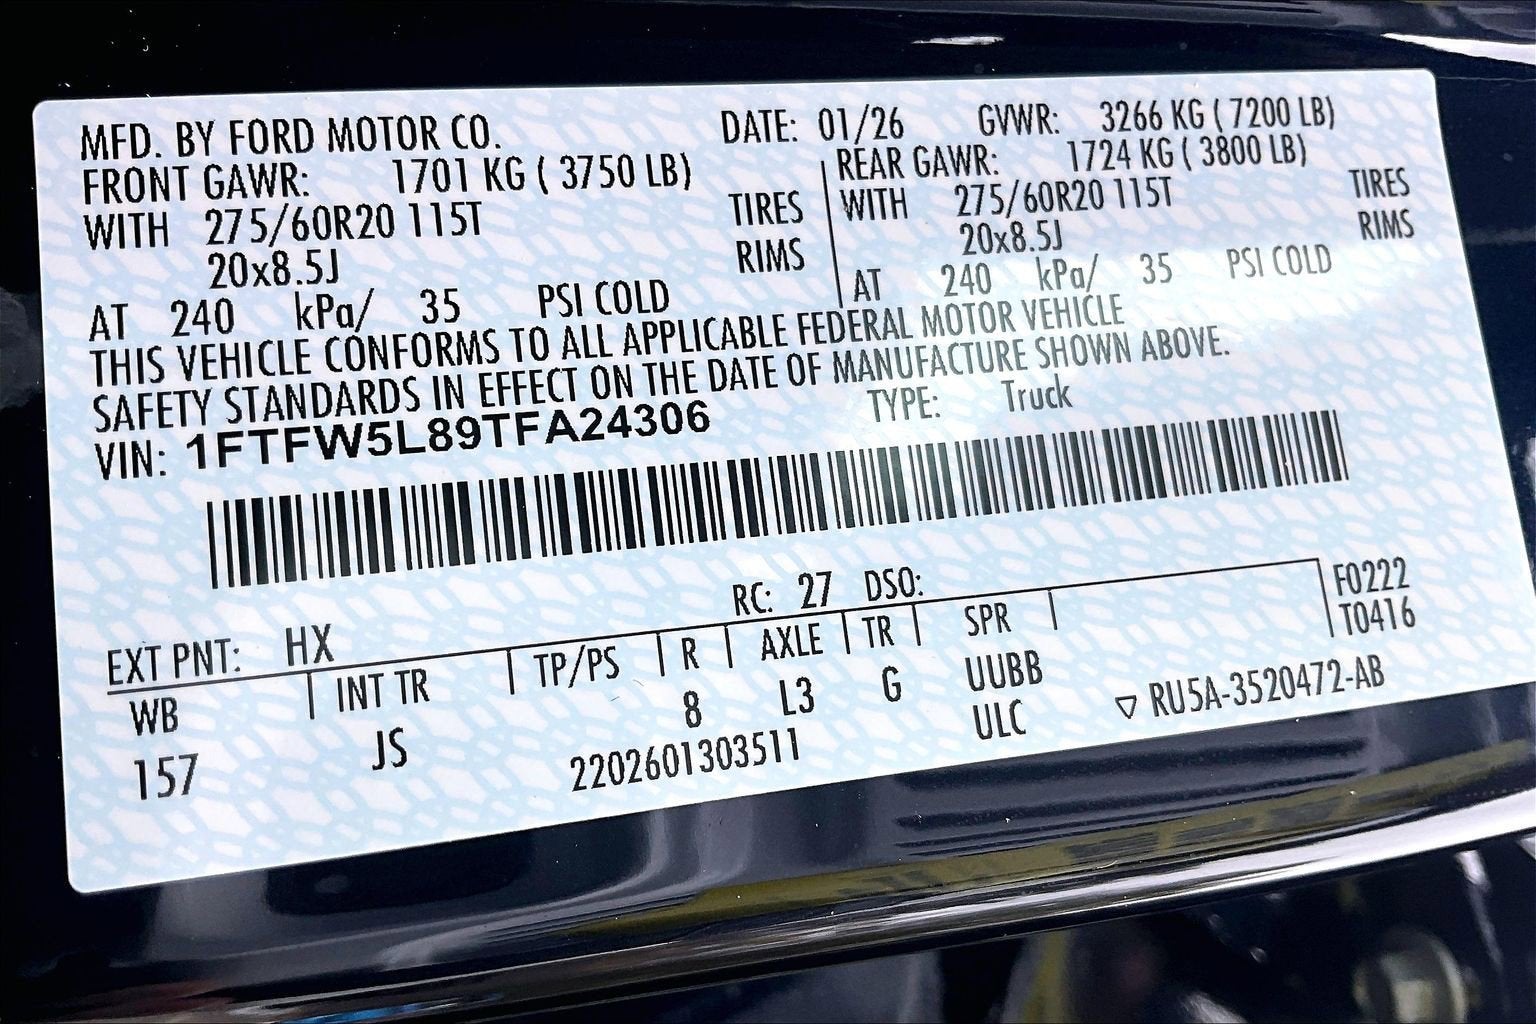 MFD. BY FORD MOTOR CO. DATE: 01/26 GVWR: 3266 KG ( 7200 LB)
FRONT GAWR: 1701 KG ( 3750 LB) REAR GAWR: 1724 KG ( 3800 LB)
WITH 275/60R20 115T TIRES WITH 275/60R20 115T TIRES
20x8.5J RIMS 20x8.5J RIMS
AT 240 kPa/ 35 PSI COLD AT 240 kPa/ 35 PSI COLD
THIS VEHICLE CONFORMS TO ALL APPLICABLE FEDERAL MOTOR VEHICLE
SAFETY STANDARDS IN EFFECT ON THE DATE OF MANUFACTURE SHOWN ABOVE.
VIN: 1FTFW5L89TFA24306 TYPE: Truck
EXT PNT: HX RC: 27 DSO: F0222
WB INT TR TP/PS R AXLE TR SPR T0416
157 JS 8 L3 G UUBB
2202601303511 ULC ▽ RU5A-3520472-AB